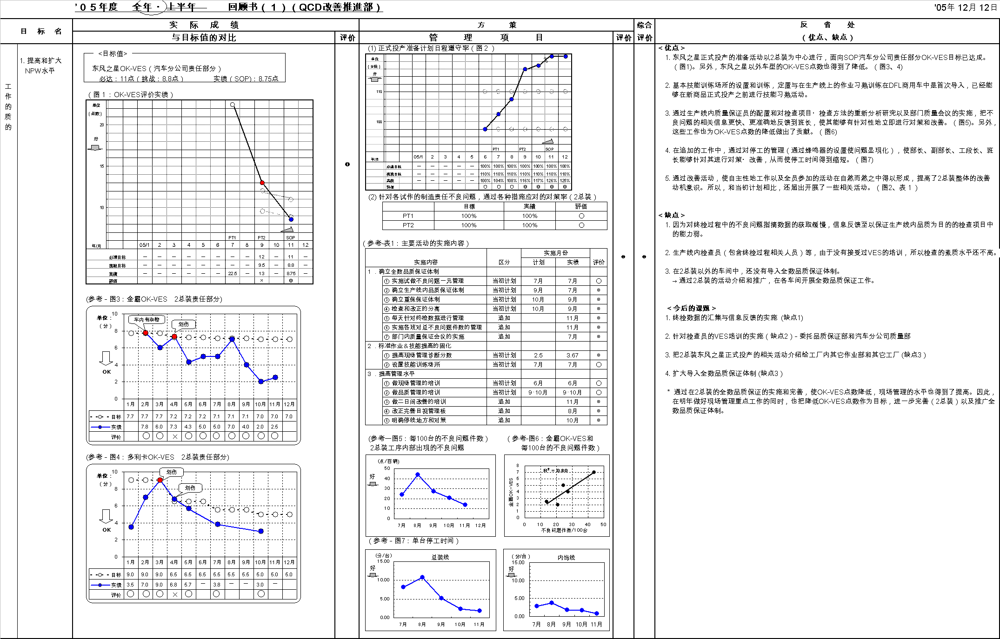 '０５年度　全年・上半年　回顾书（１）（QCD改善推進部）
'05年 12月 12日
目　标　名
实　际　成　绩
与目标值的对比
评价
方　　策
管　理　项　目
评价
综合
评价
反　省　处
（优点、缺点）
工作的质的
1. 提高和扩大
NPW水平
<目标值>
东风之星OK-VES（汽车分公司责任部分）
必达：11点（挑战：8.8点）　实绩（SOP)：8.75点
（图１：OK-VES评价实绩）
单位
（点数）
20
好
15
10
PT1 PT2 SOP
年/月 05/1 2 3 4 5 6 7 8 9 10 11 12
必達目标 － － － － － － － － 12 － 11 －
挑戦目标 － － － － － － － － 9.5 － 8.8 －
実績 － － － － － － 22.5 － 13 － 8.75 －
評価 × ◎
(参考－图3：金霸OK-VES　2总装责任部分)
单位：
（分）
车内有杂物
划伤
10
8
6
4
2
0
OK
1月 2月 3月 4月 5月 6月 7月 8月 9月 10月 11月 12月
目标 7.7 7.7 7.7 7.2 7.2 7.2 7.1 7.1 7.1 7.0 7.0 7.0
实绩 7.8 6.0 7.3 4.3 5.0 5.0 7.0 4.0 2.0 2.5
评价 ○ ○ × ○ ○ ○ ○ ○ ○ ○
(参考－图4：多利卡OK-VES　2总装责任部分)
单位：
（分）
划伤
划伤
10
8
6
4
2
0
OK
1月 2月 3月 4月 5月 6月 7月 8月 9月 10月 11月 12月
目标 9.0 9.0 9.0 6.5 6.5 6.5 5.5 5.5 5.5 5.0 5.0 5.0
实绩 3.5 7.0 9.0 6.8 5.7 － 3.8 － － 3.0 －
评价 ○ ○ ○ × ○ ○ ○
(1) 正式投产准备计划日程遵守率（图２）
单位
（分数）
好
110
100
PT1 PT2 SOP
年/月 05/1 2 3 4 5 6 7 8 9 10 11 12
必達目标 － － － － － 100% 100% 100% 100% 100% 100% 100%
挑戦目标 － － － － － 110% 110% 110% 110% 110% 110% 110%
実績 － － － － － 100% 104% 108% 116% 117% 126% 125%
評価 ○ ○ ○ ◎ ◎ ◎ ◎
(2) 针对各试作的制造责任不良问题，通过各种措施应对的对策率（2总装）
目標 実績 評価
PT1 100% 100% ○
PT2 100% 100% ○
（参考-表1：主要活动的实施内容）
实施内容 区分 实施月份 评价
计划 实绩
１．确立全数品质保证体制
① 实施试做不良问题一元管理 当初计划 7月 7月 ○
② 确立生产线内品质保证体制 当初计划 9月 7月 ⊙
③ 确立重保保证体制 当初计划 10月 9月 ⊙
④ 检查和改正的分离 当初计划 10月 9月 ⊙
⑤ 每天针对终检数据进行管理 追加 11月 ⊙
⑥ 实施各班对总不良问题件数的管理 追加 11月 ⊙
⑦ 部门内质量保证会议的实施 追加 7月 ⊙
２．标准作业＆技能提高的固化
① 提高现场管理诊断分数 当初计划 2.5 3.67 ⊙
② 设置技能训练场所 当初计划 7月 7月 ○
３．提高管理水平
① 做现场管理的培训 当初计划 6月 6月 ○
② 做品质管理的培训 当初计划 9·10月 9·10月 ○
③ 做二日间改善的培训 追加 11月 ⊙
④ 改正完善目视管理板 追加 8月 ⊙
⑤ 明确停线地方和对策 追加 10月 ⊙
(参考一图5：每100台的不良问题件数）
2总装工序内部出现的不良问题
(点/百辆)
好
50
40
30
20
10
0
7月 8月 9月 10月 11月 12月
（参考-图6：金霸OK-VES和
每100台的不良问题件数）
R² = 0.80
金霸OK-VES
8
7
6
5
4
3
2
1
0
0 10 20 30 40 50
不良问题件数/100台
（参考－图7：单台停工时间）
(分/台)
总装线
好
15.00
10.00
5.00
0.00
7月 8月 9月 10月 11月
（分/台）
内饰线
好
15.00
10.00
5.00
0.00
7月 8月 9月 10月 11月
＜优点＞
1. 东风之星正式投产的准备活动以2总装为中心进行，面向SOP汽车分公司责任部分OK-VES目标已达成。
（图1)。另外，东风之星以外车型的OK-VES点数也得到了降低。（图3、4)
2. 基本技能训练场所的设置和训练，定置与在生产线上的作业习熟训练在DFL商用车中是首次导入，已经能
够在新商品正式投产之前进行技能习熟活动。
3. 通过生产线内质量保证员的配置和对检查项目· 检查方法的重新分析研究以及部门质量会议的实施，把不
良问题的相关信息更快、更准确地反馈到班长，使其能够有针对性地立即进行对策和改善。（图5)。另外，
这些工作也为OK-VES点数的降低做出了贡献。（图6)
4. 在追加的工作中，通过对停工的管理（通过蜂鸣器的设置使问题显现化），使部长、副部长、工段长、班
长能够针对其进行对策· 改善，从而使停工时间得到缩短。（图7)
5. 通过改善活动，使自主性地工作以及全员参加的活动在自然而然之中得以形成，提高了2总装整体的改善
动机意识。所以，和当初计划相比，还超出开展了一些相关活动。（图2、表１）
＜缺点＞
1. 因为对终检过程中的不良问题指摘数据的获取缓慢，信息反馈至以保证生产线内品质为目的的检查项目中
的能力弱。
2. 生产线内检查员（包含终检过程相关人员）等，由于没有接受过VES的培训，所以检查的素质水平还不高。
3. 在2总装以外的车间中，还没有导入全数品质保证体制。
→ 通过2总装的活动介绍和推广，在各车间开展全数品质保证工作。
＜今后的课题＞
1. 终检数据的汇集与信息反馈的实施 (缺点1)
2. 针对检查员的VES培训的实施（缺点2）- 委托品质保证部和汽车分公司质量部
3. 把2总装东风之星正式投产的相关活动介绍给工厂内其它作业部和其它工厂 (缺点3）
4. 扩大导入全数品质保证体制 (缺点3）
* 通过在2总装的全数品质保证的实施和完善，使OK-VES点数降低，现场管理的水平也得到了提高。因此，
在明年做好现场管理重点工作的同时，也把降低OK-VES点数作为目标，进一步完善（2总装）以及推广全
数品质保证体制。